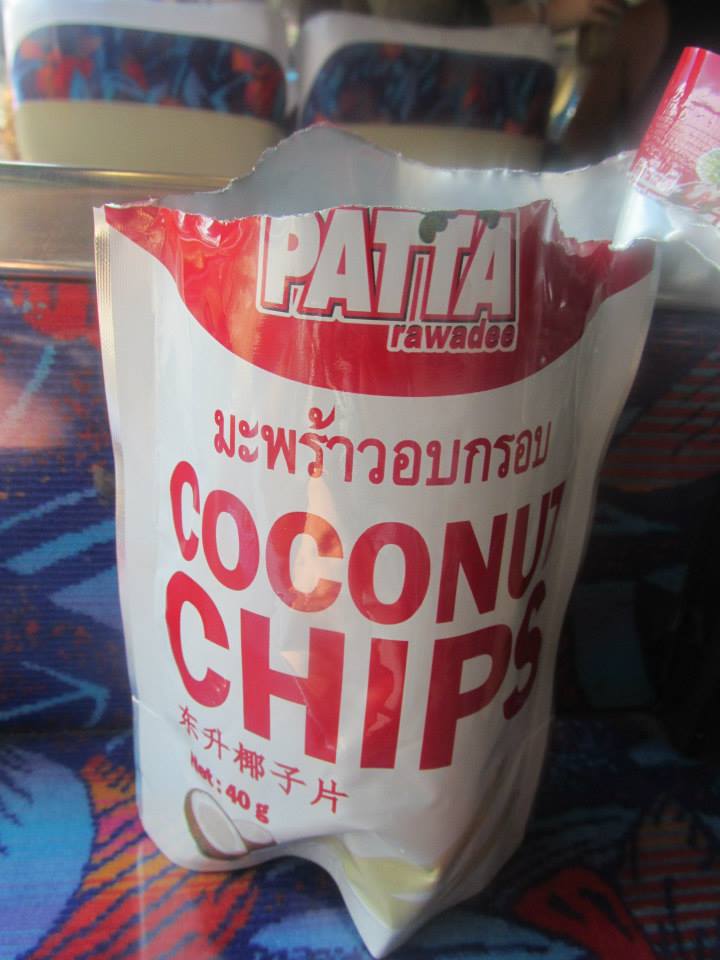 PATTA
rawadee
มะพร้าวอบกรอบ
COCONUT
CHIPS
东升椰子片
Net : 40 g